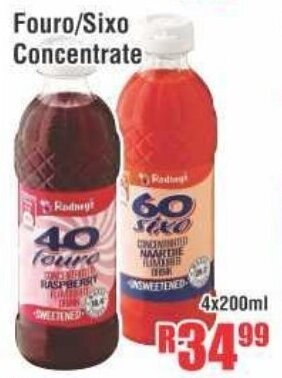 Fouro/Sixo
Concentrate
Rodney's
40
fouro
CONCENTRATED
RASPBERRY
FLAVOURED
DRINK
SWEETENED
Rodney's
60
sixo
CONCENTRATED
NAARTJIE
FLAVOURED
DRINK
UNSWEETENED
4x200ml
R34.99